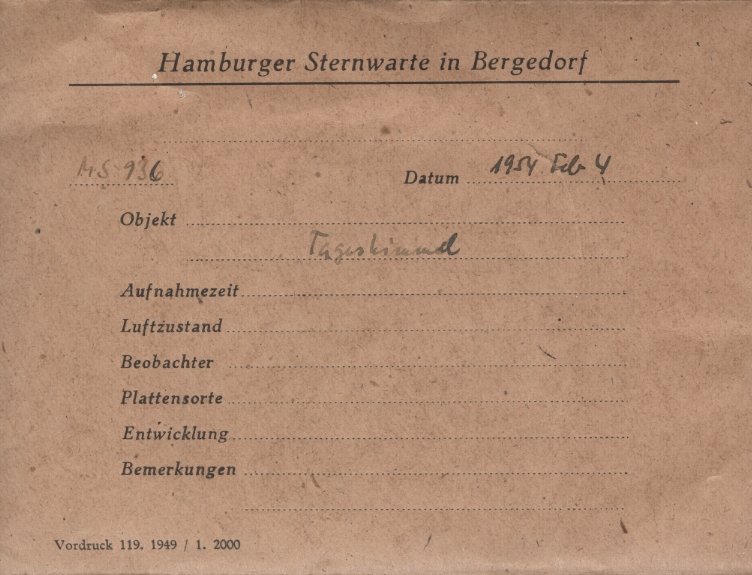 Hamburger Sternwarte in Bergedorf
MS 936 Datum 1954 Feb 4
Objekt
Tageshimmel
Aufnahmezeit
Luftzustand
Beobachter
Plattensorte
Entwicklung
Bemerkungen
Vordruck 119. 1949 / 1. 2000